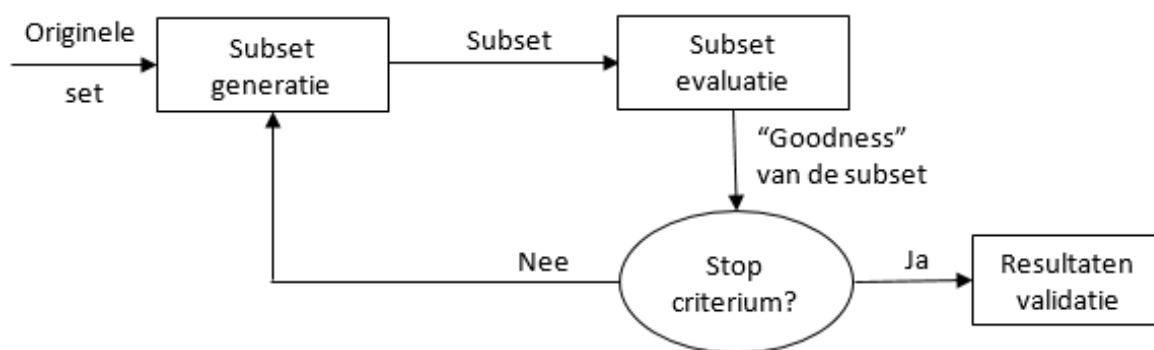 Originele
set
Subset
generatie
Subset
Subset
evaluatie
“Goodness”
van de subset
Nee
Stop
criterium?
Ja
Resultaten
validatie